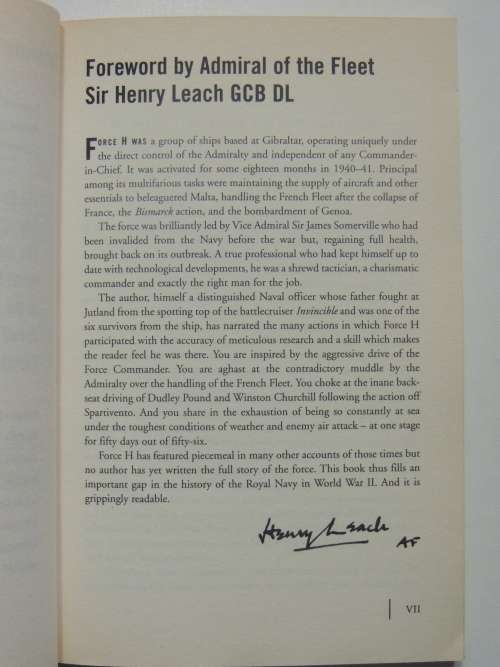 Foreword by Admiral of the Fleet
Sir Henry Leach GCB DL
FORCE H WAS a group of ships based at Gibraltar, operating uniquely under
the direct control of the Admiralty and independent of any Commander-
in-Chief. It was activated for some eighteen months in 1940–41. Principal
among its multifarious tasks were maintaining the supply of aircraft and other
essentials to beleaguered Malta, handling the French Fleet after the collapse of
France, the Bismarck action, and the bombardment of Genoa.
The force was brilliantly led by Vice Admiral Sir James Somerville who had
been invalided from the Navy before the war but, regaining full health,
brought back on its outbreak. A true professional who had kept himself up to
date with technological developments, he was a shrewd tactician, a charismatic
commander and exactly the right man for the job.
The author, himself a distinguished Naval officer whose father fought at
Jutland from the spotting top of the battlecruiser Invincible and was one of the
six survivors from the ship, has narrated the many actions in which Force H
participated with the accuracy of meticulous research and a skill which makes
the reader feel he was there. You are inspired by the aggressive drive of the
Force Commander. You are aghast at the contradictory muddle by the
Admiralty over the handling of the French Fleet. You choke at the inane back-
seat driving of Dudley Pound and Winston Churchill following the action off
Spartivento. And you share in the exhaustion of being so constantly at sea
under the toughest conditions of weather and enemy air attack – at one stage
for fifty days out of fifty-six.
Force H has featured piecemeal in many other accounts of those times but
no author has yet written the full story of the force. This book thus fills an
important gap in the history of the Royal Navy in World War II. And it is
grippingly readable.
Henry Leach
AF
VII